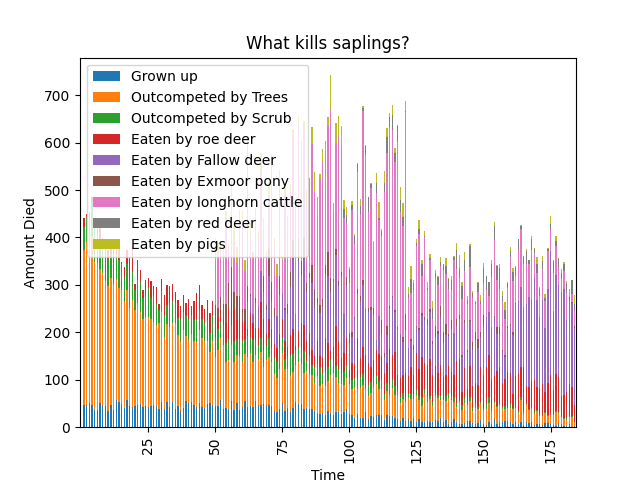 What kills saplings?
Grown up
Outcompeted by Trees
Outcompeted by Scrub
Eaten by roe deer
Eaten by Fallow deer
Eaten by Exmoor pony
Eaten by longhorn cattle
Eaten by red deer
Eaten by pigs
Amount Died
700
600
500
400
300
200
100
0
25
50
75
100
125
150
175
Time